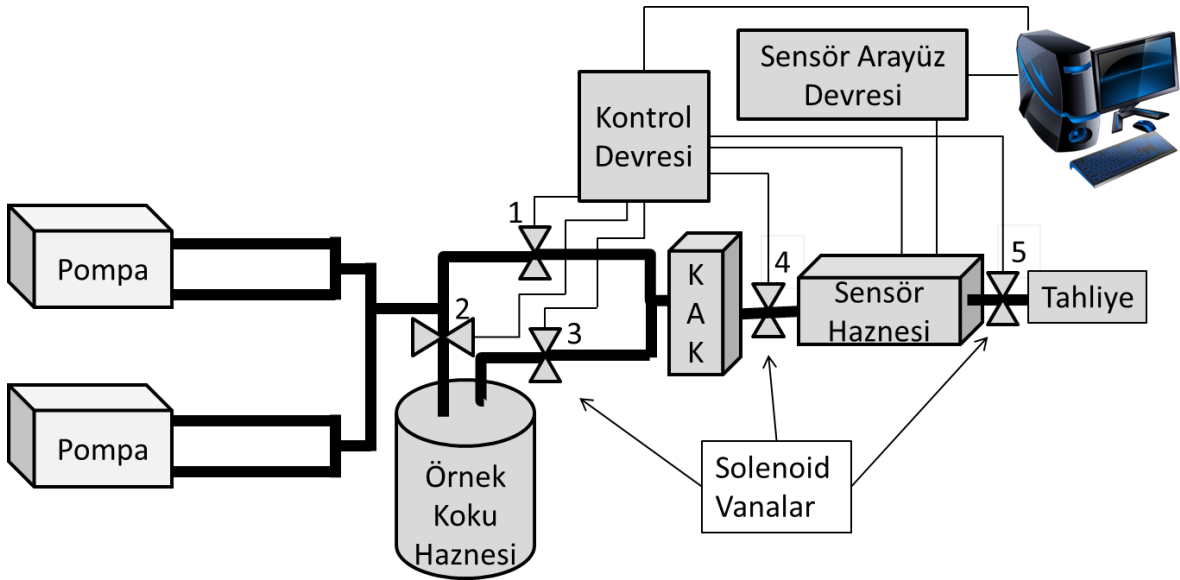 Sensör Arayüz
Devresi
Kontrol
Devresi
1
Pompa
2
3
K
A
K
4
Sensör
Haznesi
5
Tahliye
Pompa
Örnek
Koku
Haznesi
Solenoid
Vanalar